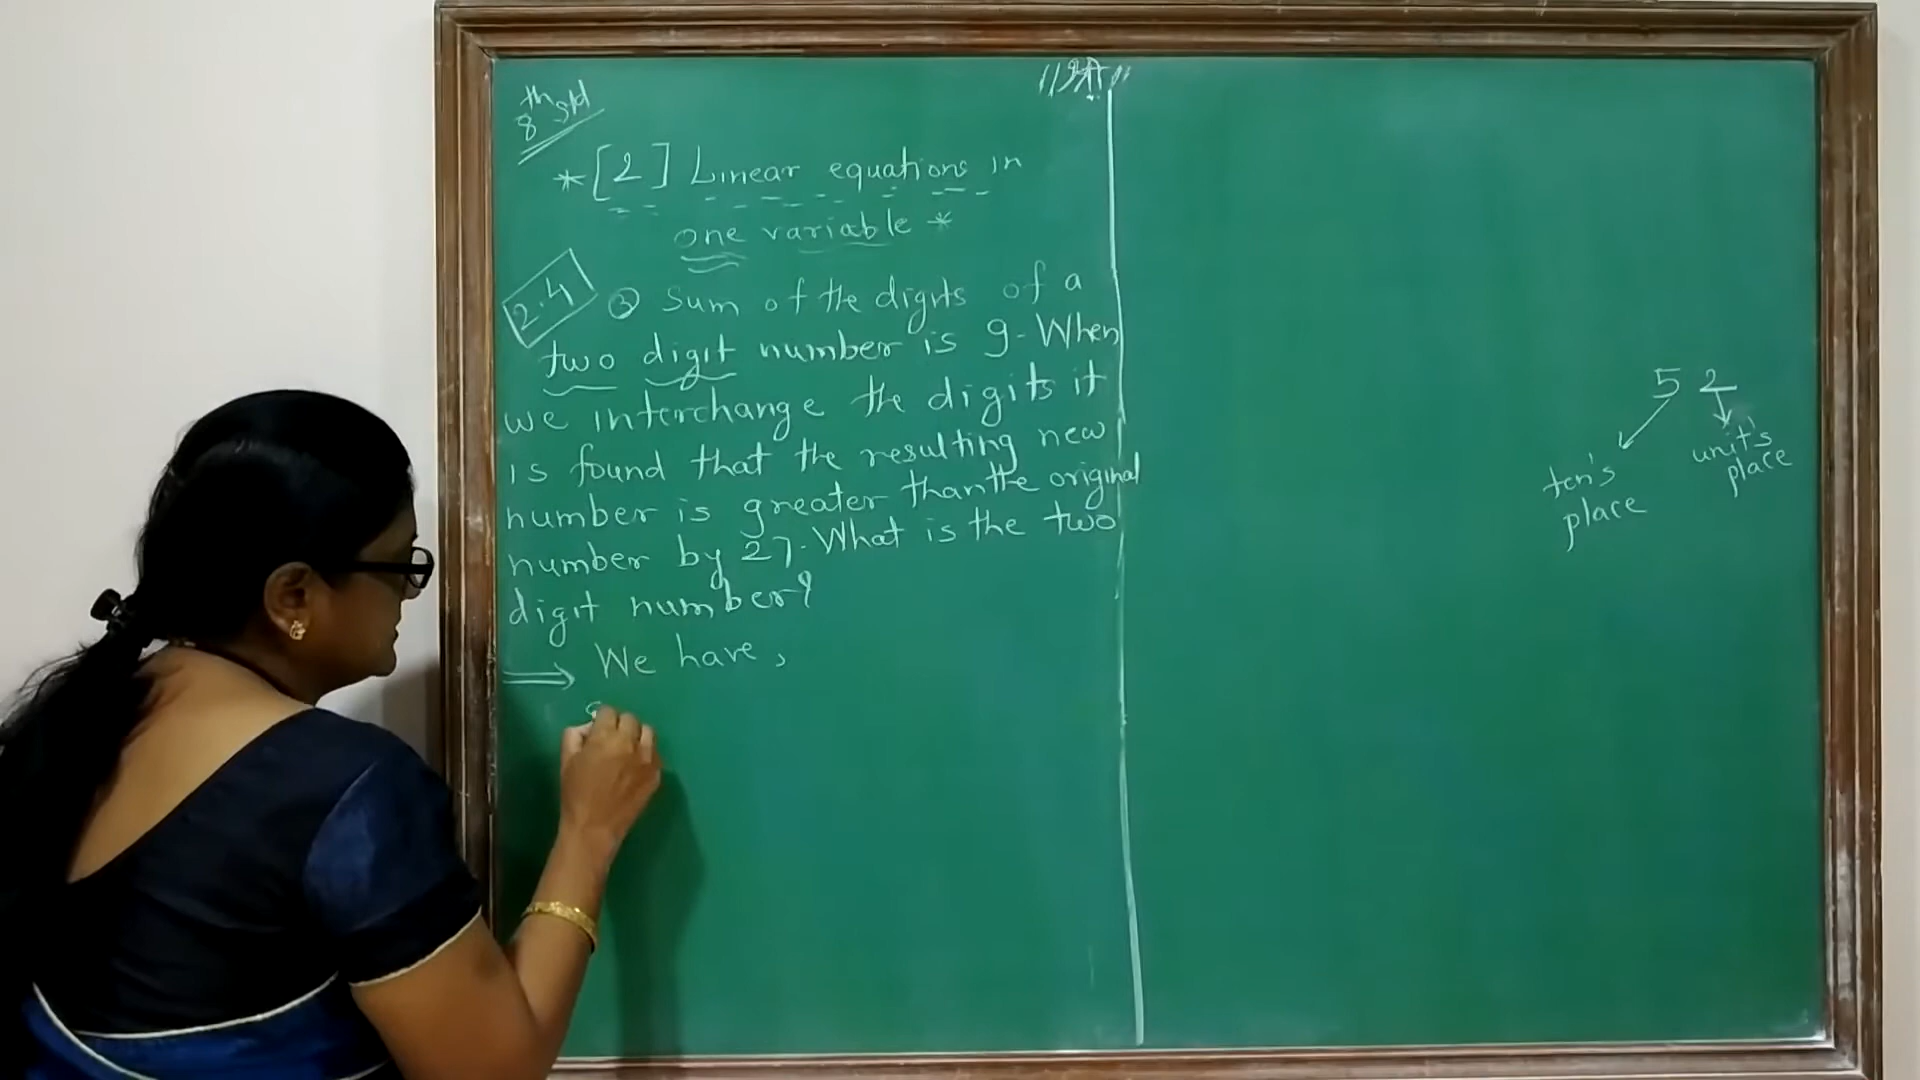 8th std
*[2] Linear equations in
one variable *
2.4 ③ Sum of the digits of a
two digit number is 9. When
we interchange the digits it
is found that the resulting new
number is greater than the original
number by 27. What is the two
digit number?
⟹ We have,
5 2
ten's place
unit's place